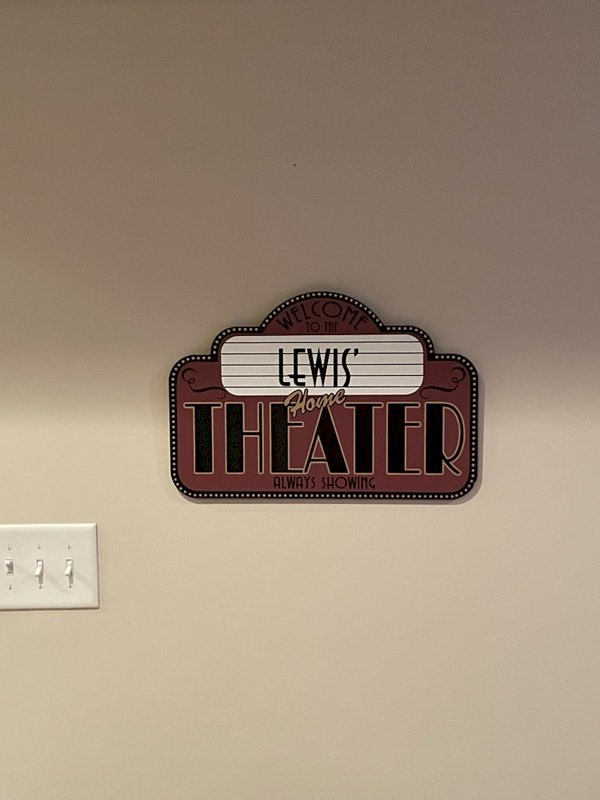 WELCOME
TO THE
LEWIS'
Home
THEATER
ALWAYS SHOWING